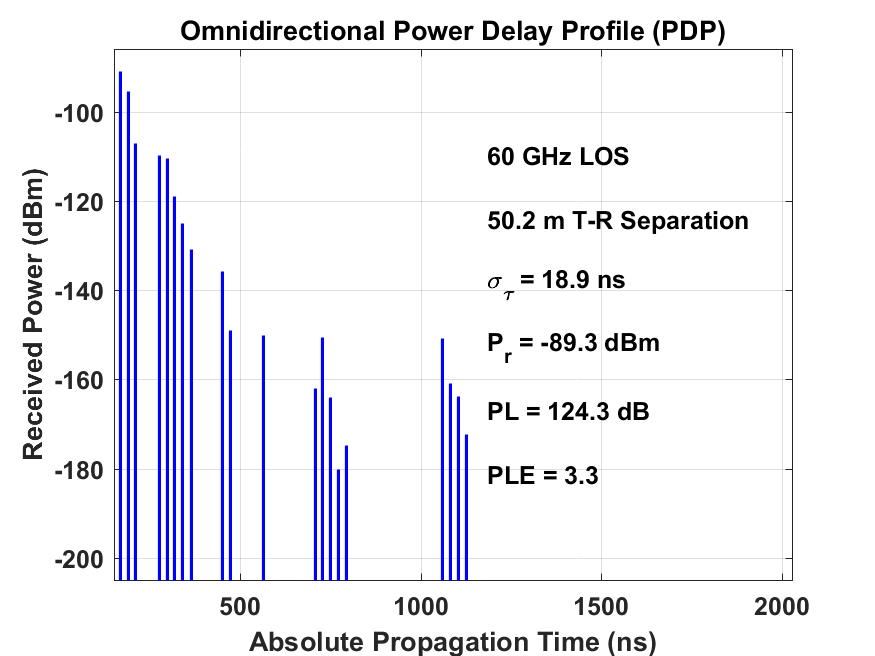 Omnidirectional Power Delay Profile (PDP)
Received Power (dBm)
-100
-120
-140
-160
-180
-200
60 GHz LOS
50.2 m T-R Separation
σ_τ = 18.9 ns
P_r = -89.3 dBm
PL = 124.3 dB
PLE = 3.3
500 1000 1500 2000
Absolute Propagation Time (ns)